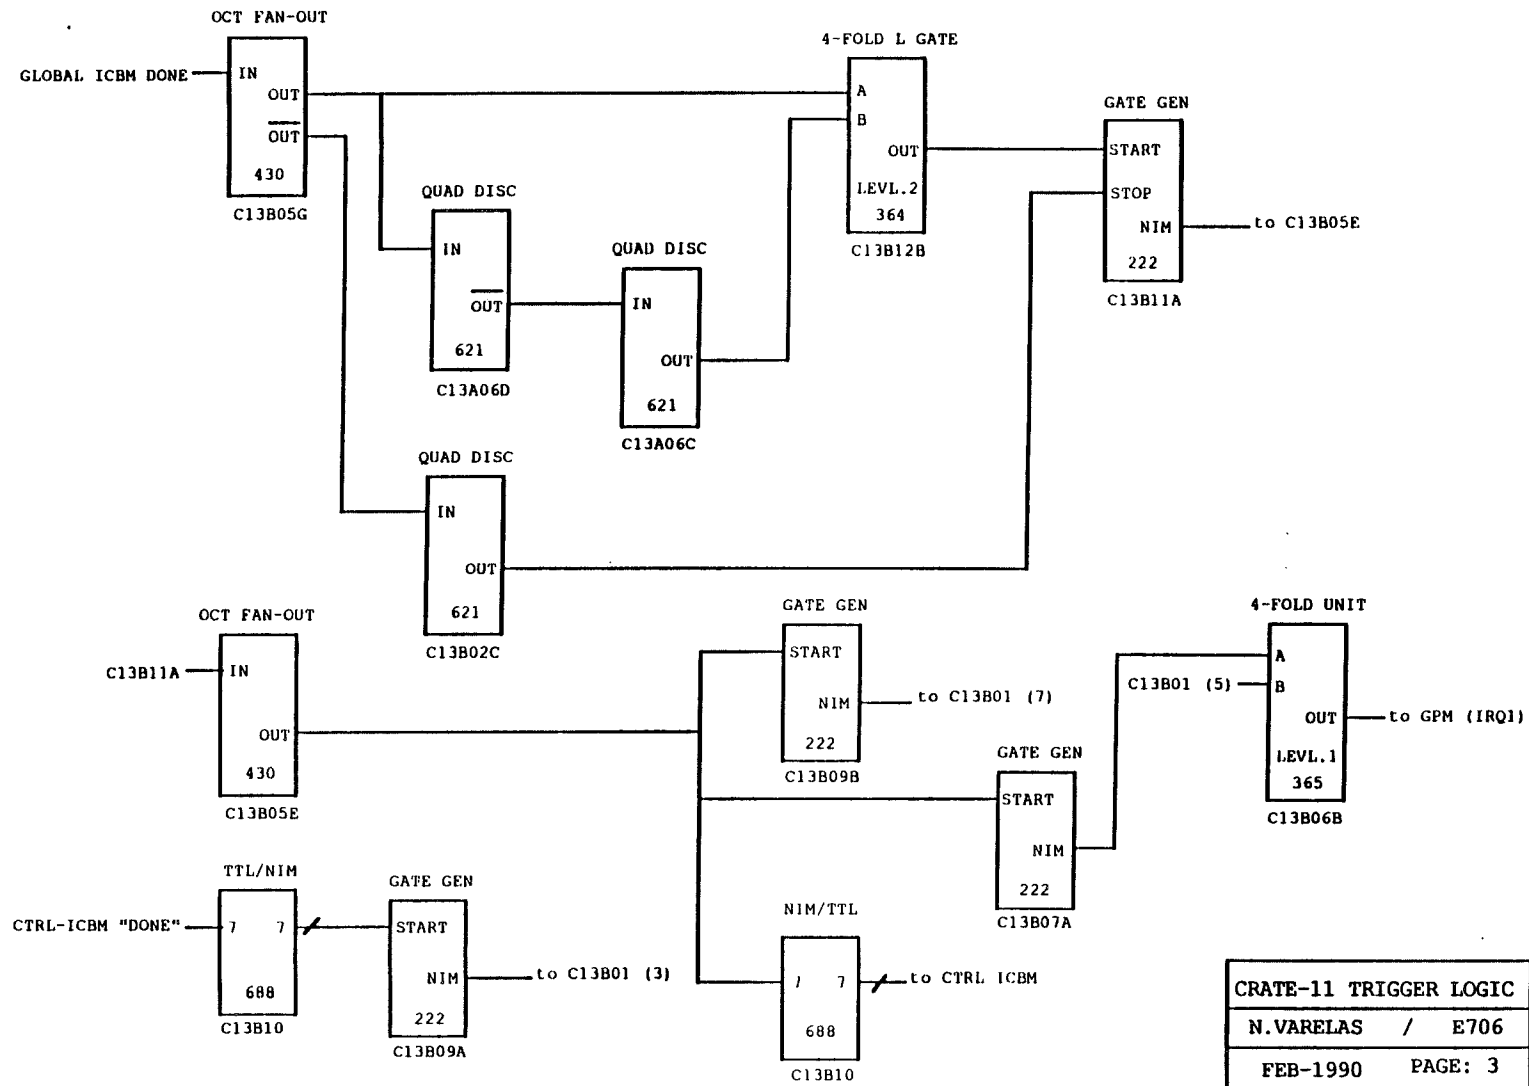 OCT FAN-OUT
GLOBAL ICBM DONE
IN
OUT
OUT
430
C13B05G
QUAD DISC
IN
OUT
621
C13A06D
QUAD DISC
IN
OUT
621
C13A06C
4-FOLD L GATE
A
B
OUT
LEVL.2
364
C13B12B
GATE GEN
START
STOP
NIM
to C13B05E
222
C13B11A
QUAD DISC
IN
OUT
621
C13B02C
OCT FAN-OUT
C13B11A
IN
OUT
430
C13B05E
GATE GEN
START
NIM
to C13B01 (7)
222
C13B09B
GATE GEN
START
NIM
222
C13B07A
4-FOLD UNIT
A
C13B01 (5)
B
OUT
to GPM (IRQ1)
LEVL.1
365
C13B06B
TTL/NIM
CTRL-ICBM "DONE"
7 7
688
C13B10
GATE GEN
START
NIM
to C13B01 (3)
222
C13B09A
NIM/TTL
7 7
to CTRL ICBM
688
C13B10
CRATE-11 TRIGGER LOGIC
N.VARELAS / E706
FEB-1990 PAGE: 3